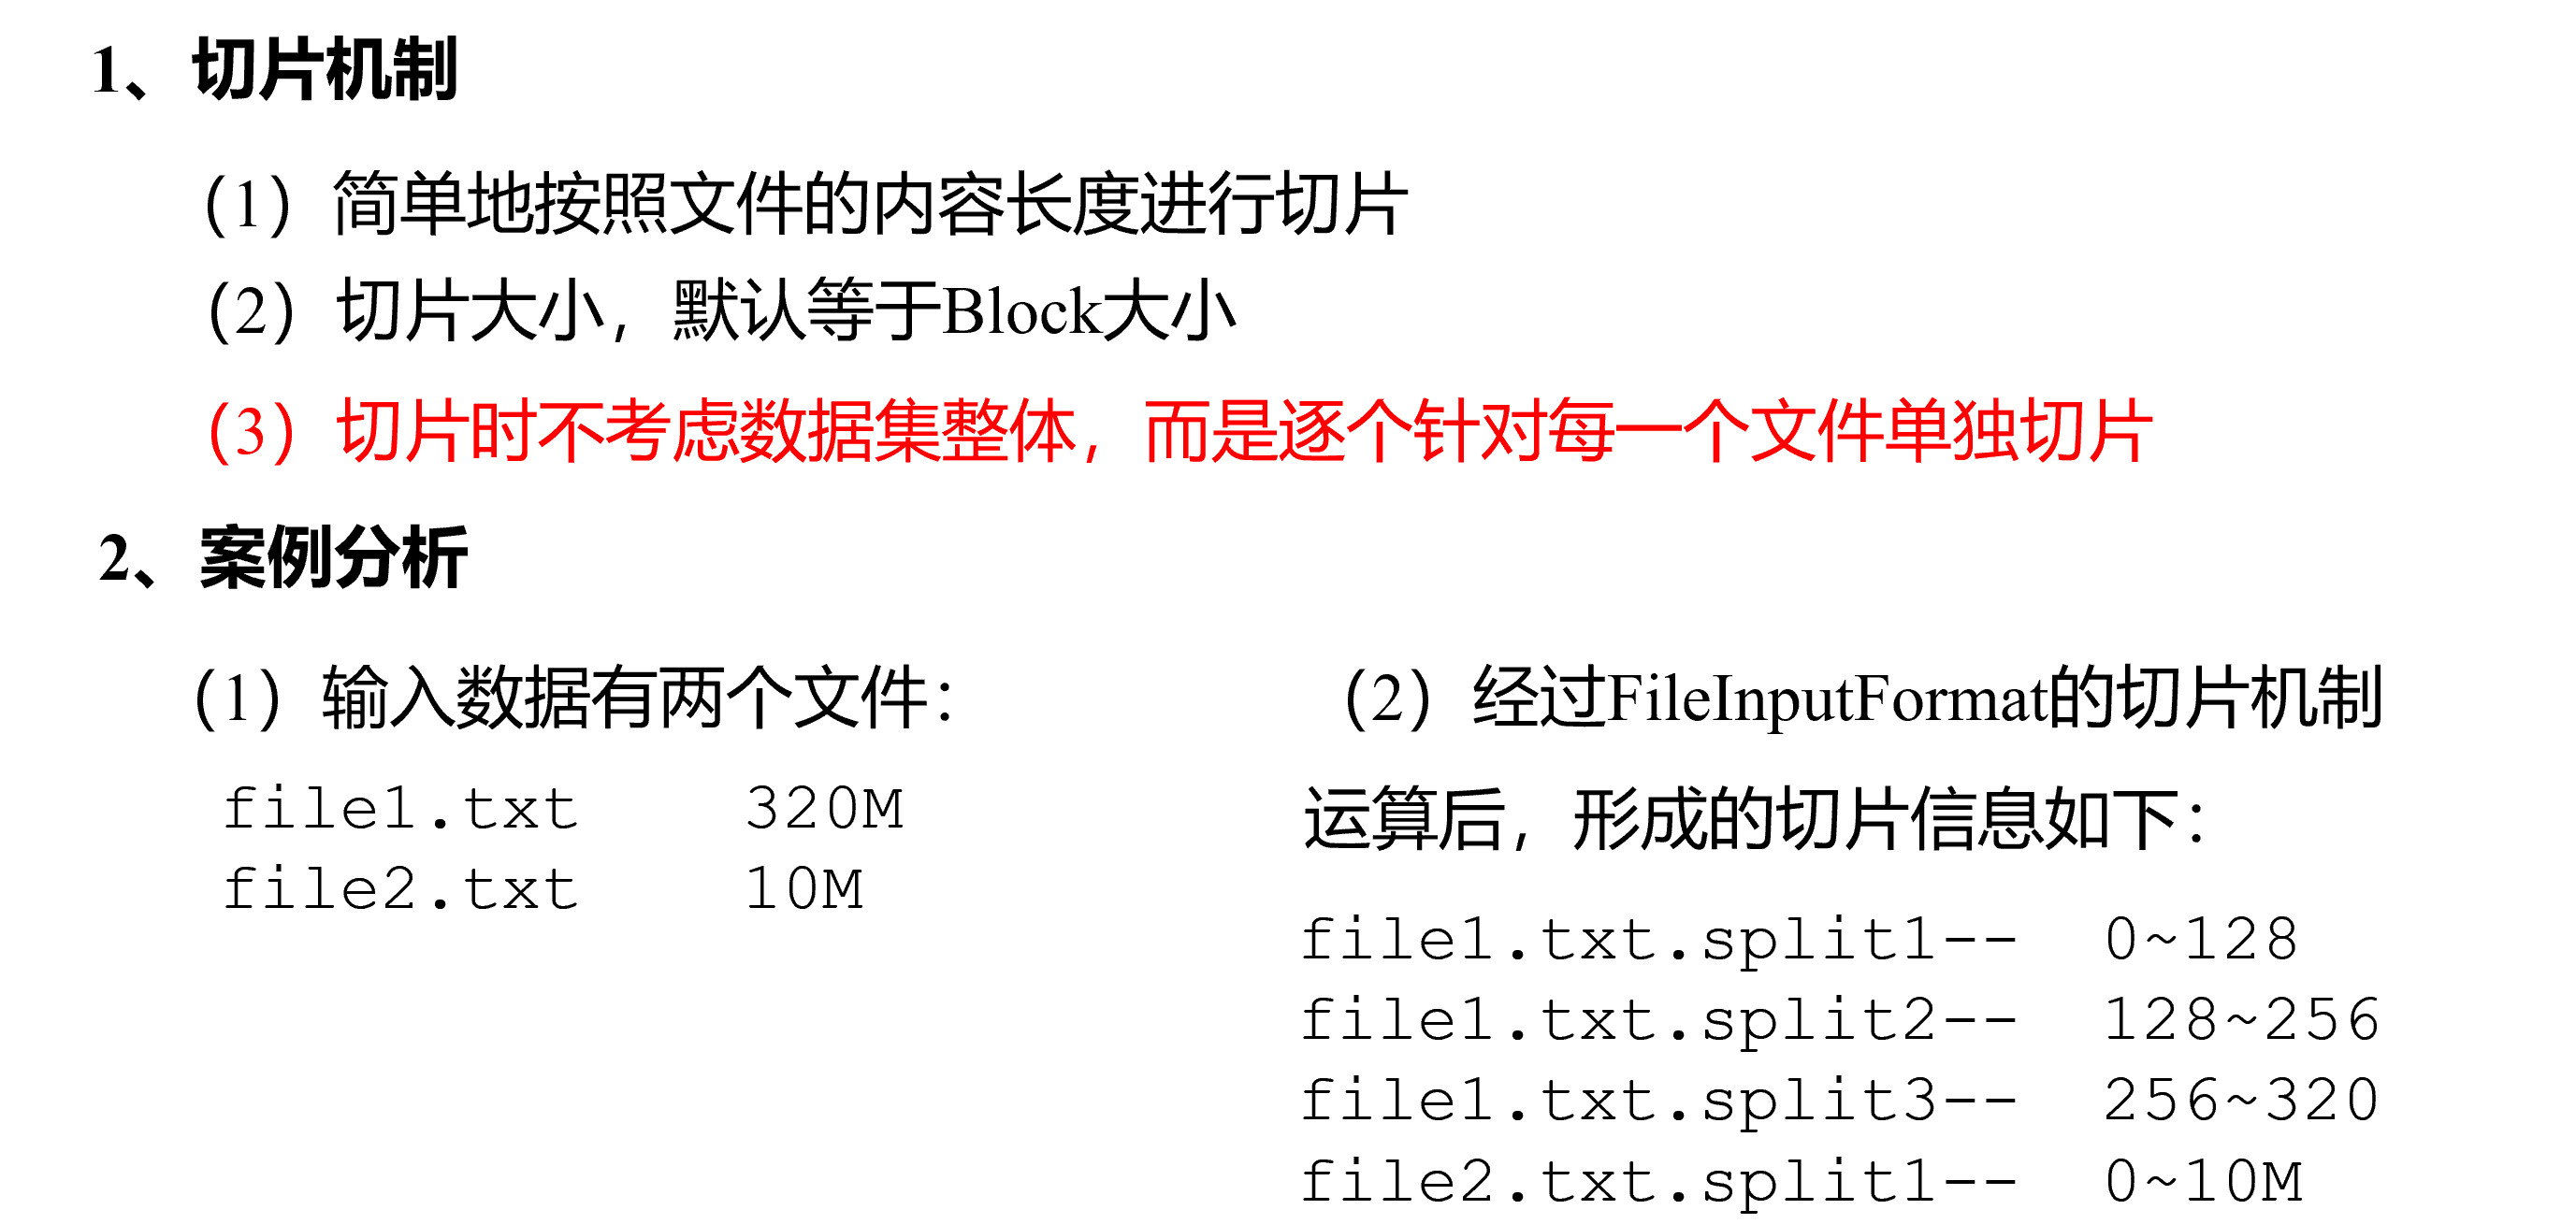 1、切片机制
（1）简单地按照文件的内容长度进行切片
（2）切片大小，默认等于Block大小
（3）切片时不考虑数据集整体，而是逐个针对每一个文件单独切片
2、案例分析
（1）输入数据有两个文件：
file1.txt    320M
file2.txt    10M
（2）经过FileInputFormat的切片机制
运算后，形成的切片信息如下：
file1.txt.split1--  0~128
file1.txt.split2--  128~256
file1.txt.split3--  256~320
file2.txt.split1--  0~10M